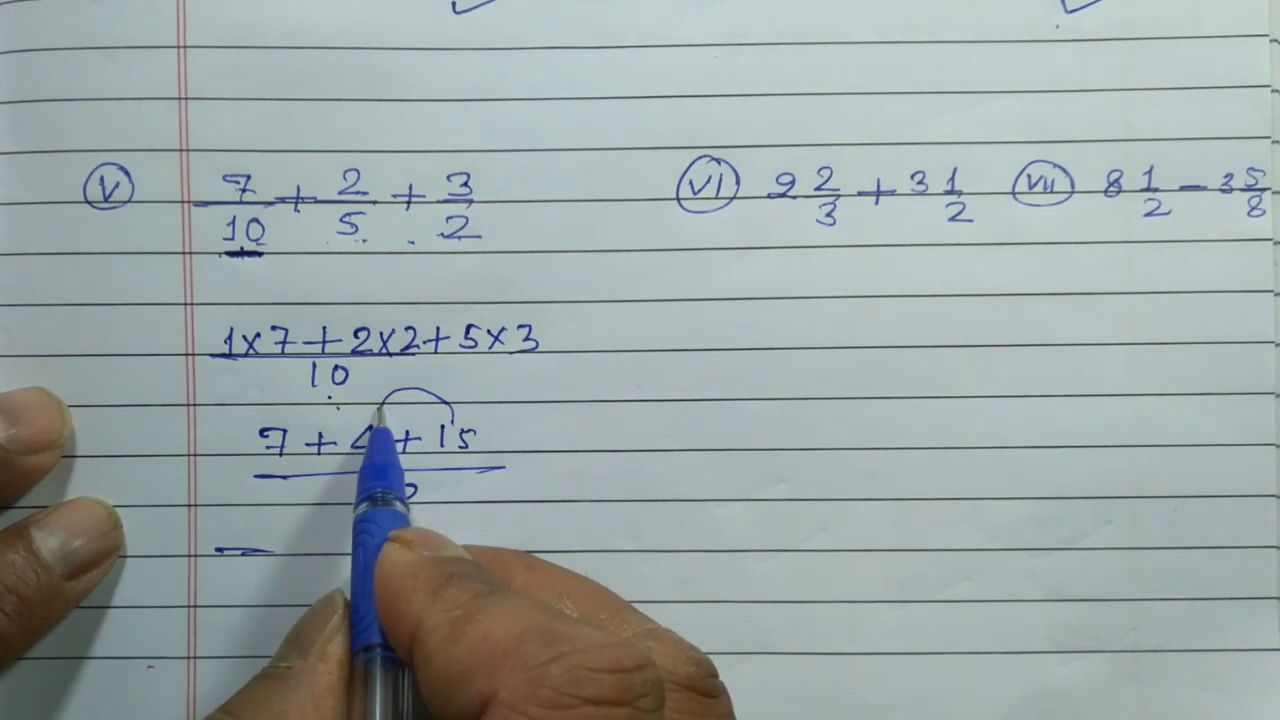 (v) 7/10 + 2/5 + 3/2
(vi) 2 2/3 + 3 1/2
(vii) 8 1/2 - 3 5/8
1×7+2×2+5×3
10
7 + 4 + 15